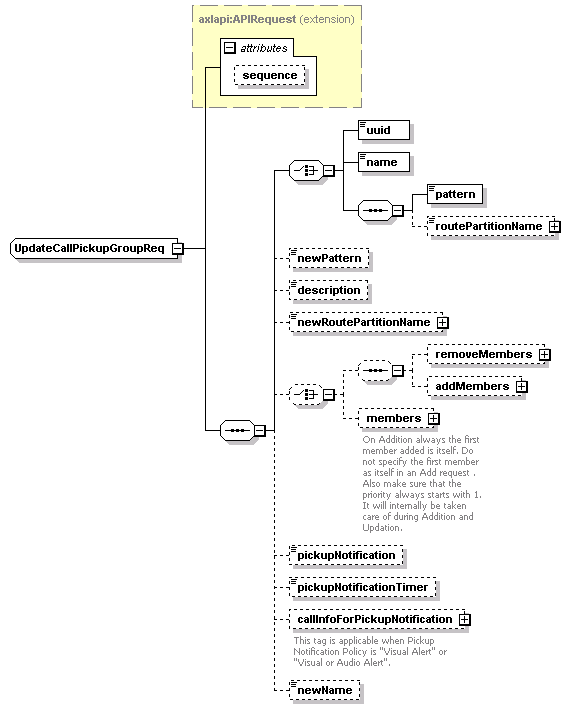 axlapi:APIRequest (extension)
attributes
sequence
uuid
name
pattern
routePartitionName
UpdateCallPickupGroupReq
newPattern
description
newRoutePartitionName
removeMembers
addMembers
members
On Addition always the first
member added is itself. Do
not specify the first member
as itself in an Add request .
Also make sure that the
priority always starts with 1.
It will internally be taken
care of during Addition and
Updation.
pickupNotification
pickupNotificationTimer
callInfoForPickupNotification
This tag is applicable when Pickup
Notification Policy is "Visual Alert" or
"Visual or Audio Alert".
newName